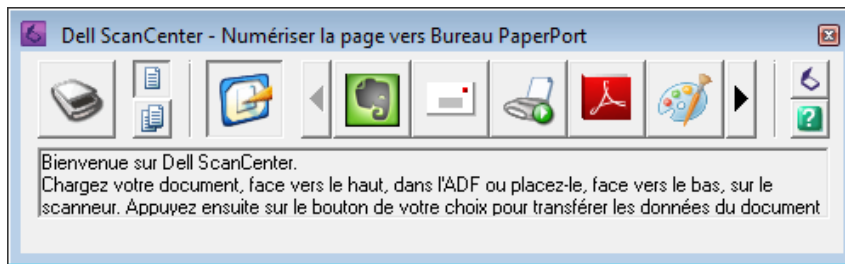 Dell ScanCenter - Numériser la page vers Bureau PaperPort
Bienvenue sur Dell ScanCenter.
Chargez votre document, face vers le haut, dans l'ADF ou placez-le, face vers le bas, sur le
scanneur. Appuyez ensuite sur le bouton de votre choix pour transférer les données du document